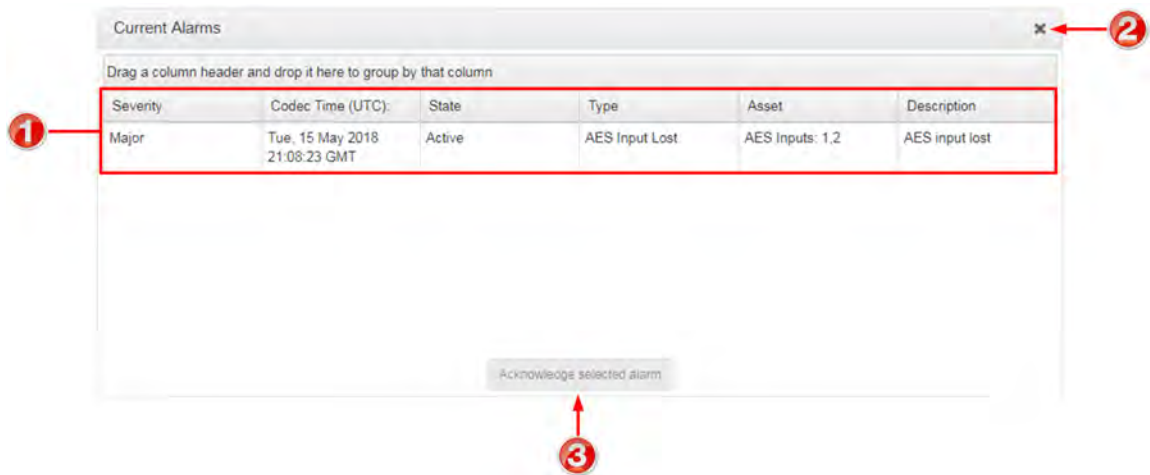 Current Alarms
2
Drag a column header and drop it here to group by that column
Severity Codec Time (UTC): State Type Asset Description
1
Major Tue, 15 May 2018 Active AES Input Lost AES Inputs: 1,2 AES input lost
21:08:23 GMT
Acknowledge selected alarm
3